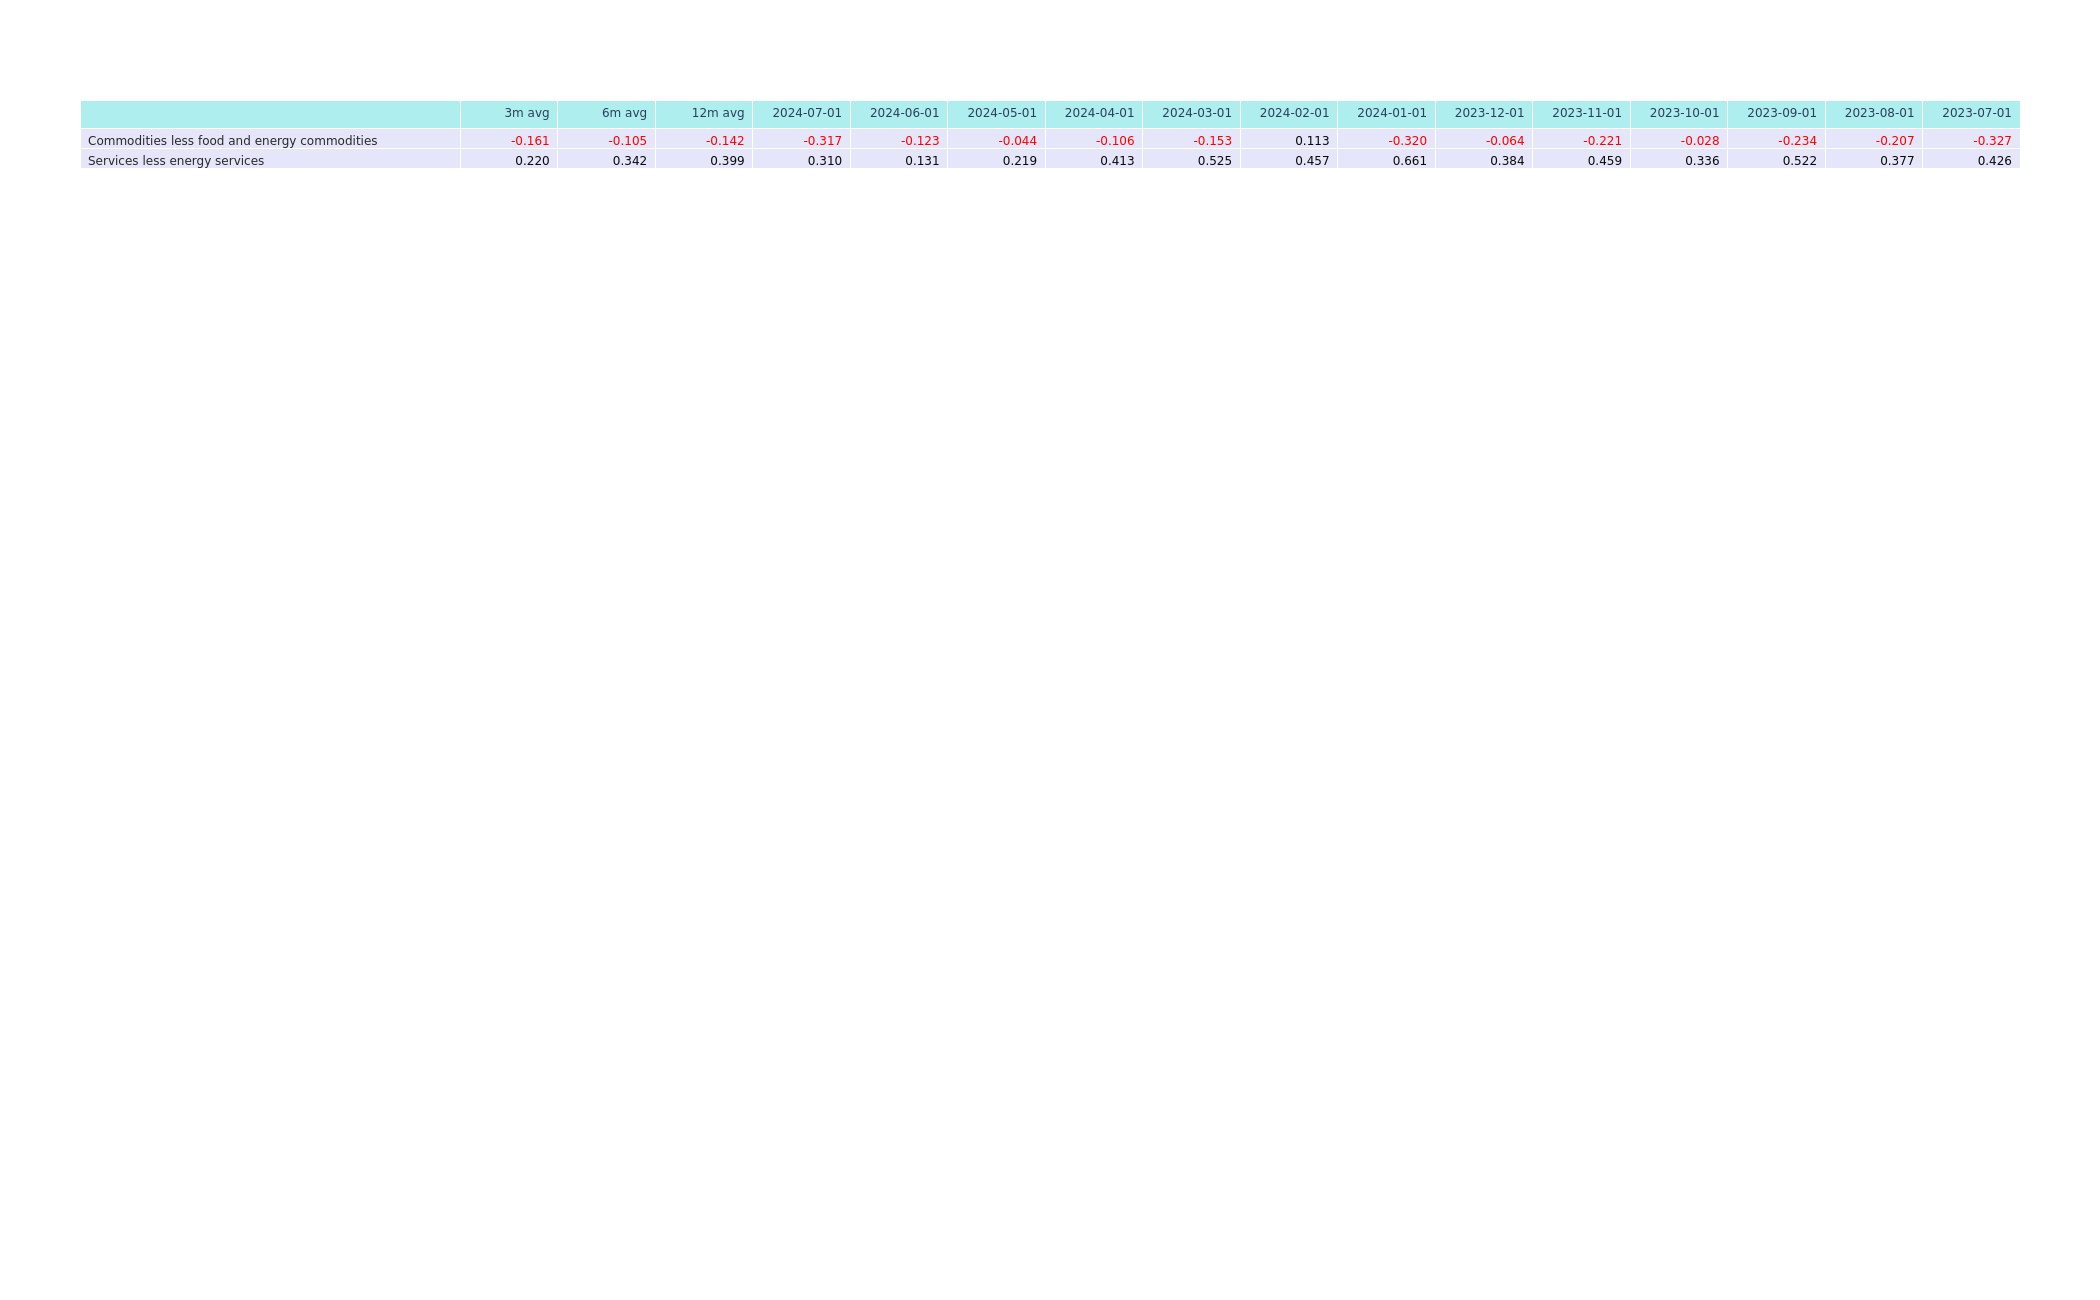 3m avg 6m avg 12m avg 2024-07-01 2024-06-01 2024-05-01 2024-04-01 2024-03-01 2024-02-01 2024-01-01 2023-12-01 2023-11-01 2023-10-01 2023-09-01 2023-08-01 2023-07-01
Commodities less food and energy commodities -0.161 -0.105 -0.142 -0.317 -0.123 -0.044 -0.106 -0.153 0.113 -0.320 -0.064 -0.221 -0.028 -0.234 -0.207 -0.327
Services less energy services 0.220 0.342 0.399 0.310 0.131 0.219 0.413 0.525 0.457 0.661 0.384 0.459 0.336 0.522 0.377 0.426